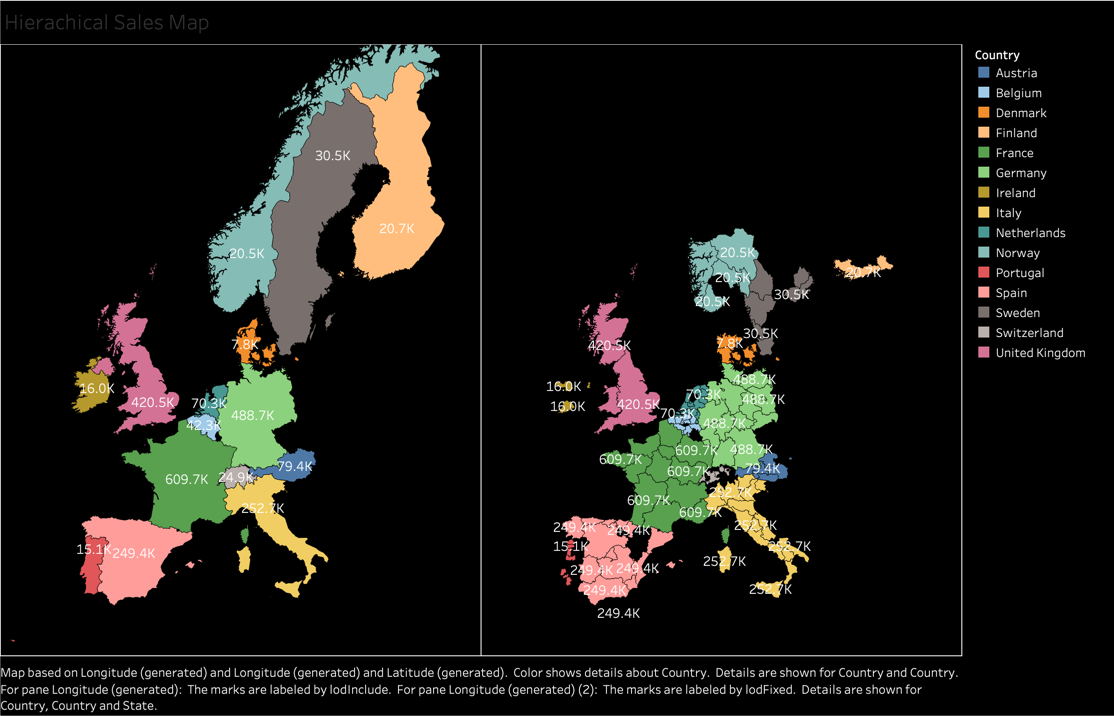 Hierachical Sales Map
30.5K
20.7K
20.5K
7.8K
16.0K
420.5K
70.3K
42.3K
488.7K
609.7K
24.9K
79.4K
252.7K
15.1K
249.4K
20.5K
20.5K
20.5K
20.7K
30.5K
30.5K
420.5K
7.8K
16.0K
16.0K
420.5K
70.3K
70.3K
488.7K
488.7K
488.7K
488.7K
609.7K
609.7K
609.7K
609.7K
609.7K
79.4K
252.7K
252.7K
252.7K
252.7K
252.7K
249.4K
249.4K
15.1K
249.4K
249.4K
249.4K
249.4K
Country
Austria
Belgium
Denmark
Finland
France
Germany
Ireland
Italy
Netherlands
Norway
Portugal
Spain
Sweden
Switzerland
United Kingdom
Map based on Longitude (generated) and Longitude (generated) and Latitude (generated).  Color shows details about Country.  Details are shown for Country and Country.
For pane Longitude (generated):  The marks are labeled by lodInclude.  For pane Longitude (generated) (2):  The marks are labeled by lodFixed.  Details are shown for
Country, Country and State.